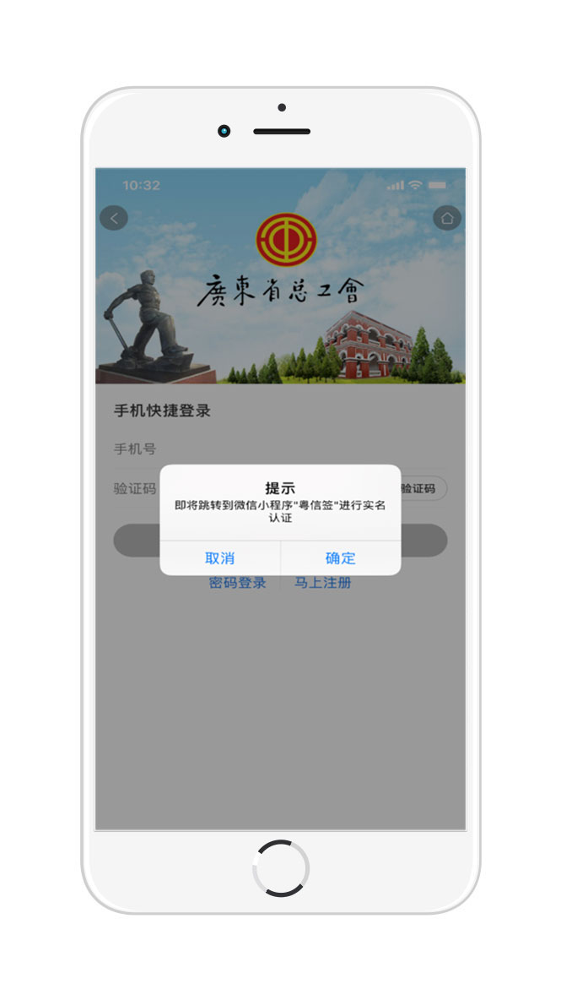 10:32
廣東省总工會
手机快捷登录
手机号
验证码
验证码
提示
即将跳转到微信小程序"粤信签"进行实名
认证
取消
确定
密码登录
马上注册